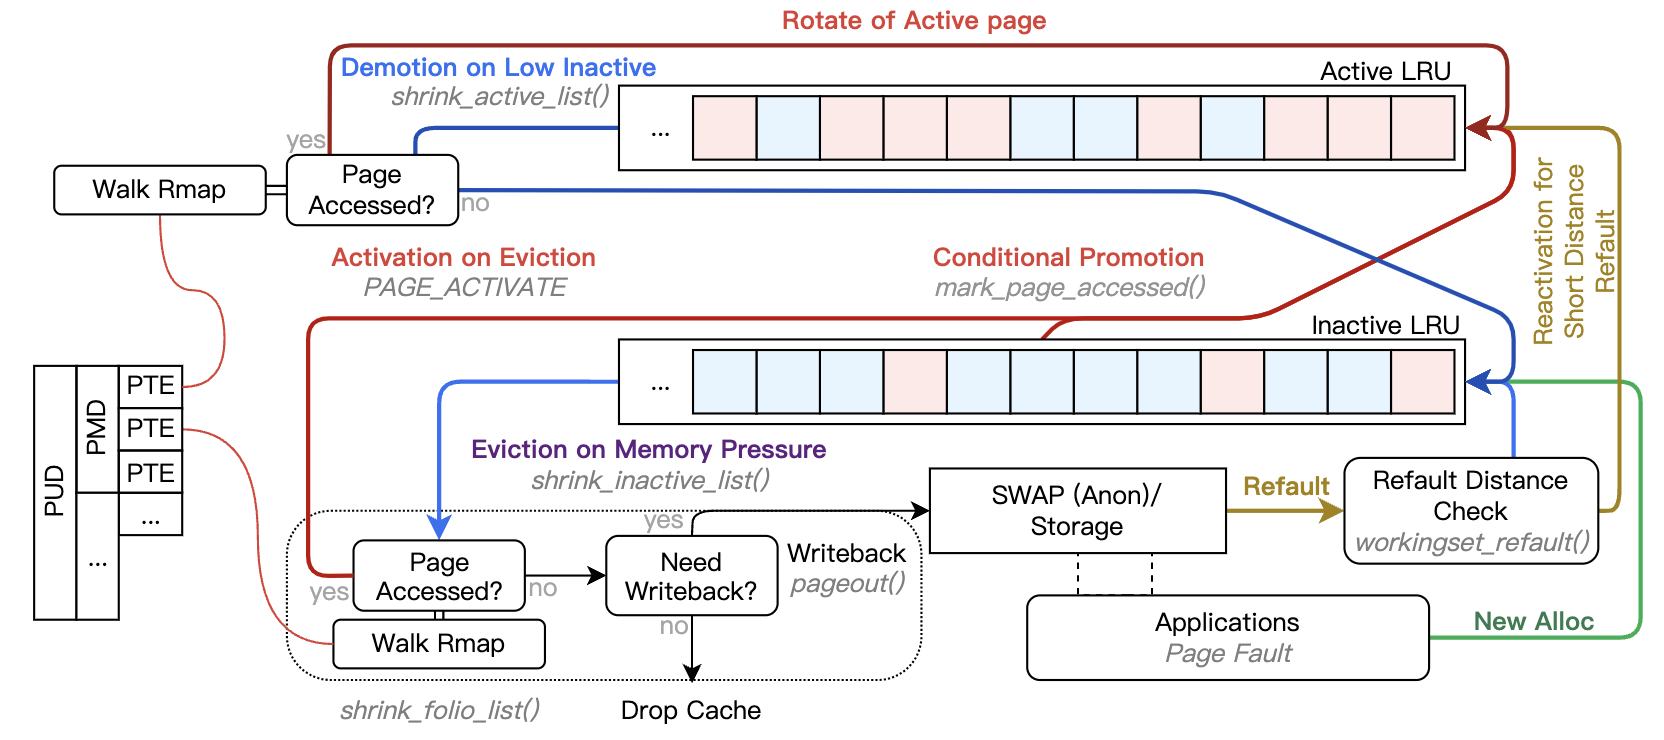 Rotate of Active page
Demotion on Low Inactive
shrink_active_list()
Active LRU
...
yes
Walk Rmap
Page
Accessed?
no
Activation on Eviction
PAGE_ACTIVATE
Conditional Promotion
mark_page_accessed()
Reactivation for
Short Distance
Refault
Inactive LRU
...
PUD
PMD
PTE
PTE
PTE
...
...
Eviction on Memory Pressure
shrink_inactive_list()
yes
Page
Accessed?
yes
no
Walk Rmap
Need
Writeback?
no
Writeback
pageout()
SWAP (Anon)/
Storage
Refault
Refault Distance
Check
workingset_refault()
Applications
Page Fault
New Alloc
shrink_folio_list()
Drop Cache